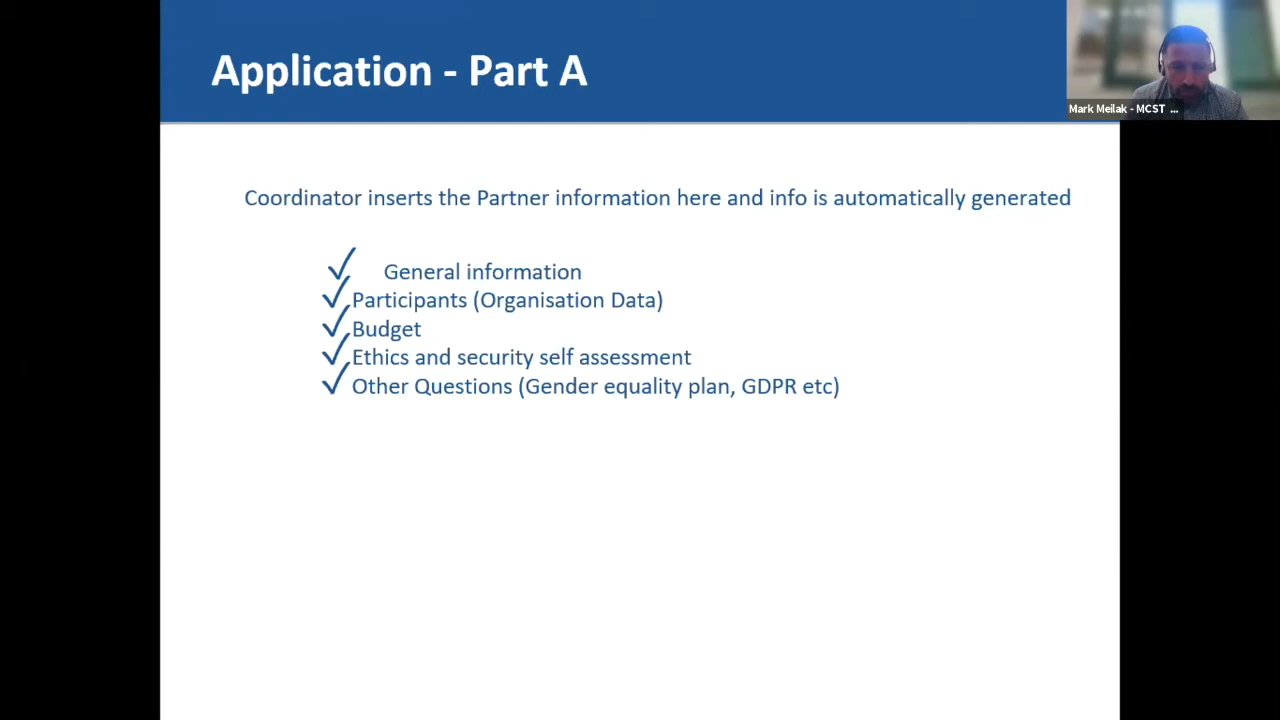 Application - Part A
Mark Meilak - MCST ...
Coordinator inserts the Partner information here and info is automatically generated
General information
Participants (Organisation Data)
Budget
Ethics and security self assessment
Other Questions (Gender equality plan, GDPR etc)